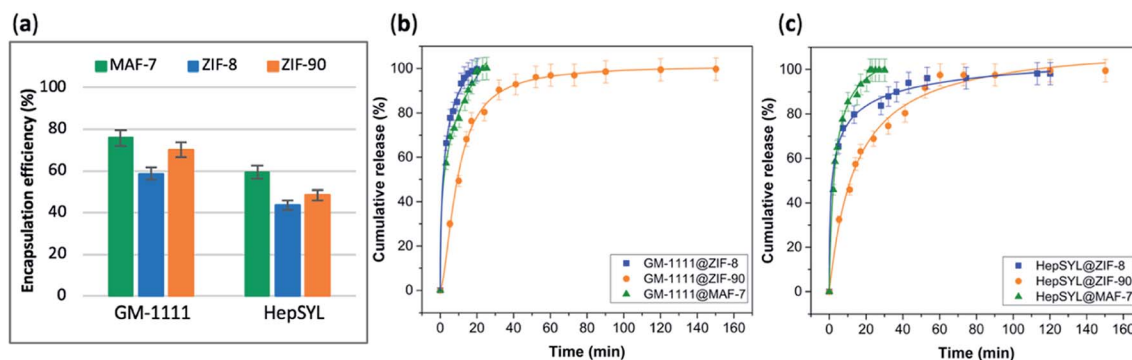 (a)
MAF-7 ZIF-8 ZIF-90
Encapsulation efficiency (%)
100
80
60
40
20
0
GM-1111 HepSYL
(b)
Cumulative release (%)
100
80
60
40
20
0
GM-1111@ZIF-8
GM-1111@ZIF-90
GM-1111@MAF-7
0 20 40 60 80 100 120 140 160
Time (min)
(c)
Cumulative release (%)
100
80
60
40
20
0
HepSYL@ZIF-8
HepSYL@ZIF-90
HepSYL@MAF-7
0 20 40 60 80 100 120 140 160
Time (min)